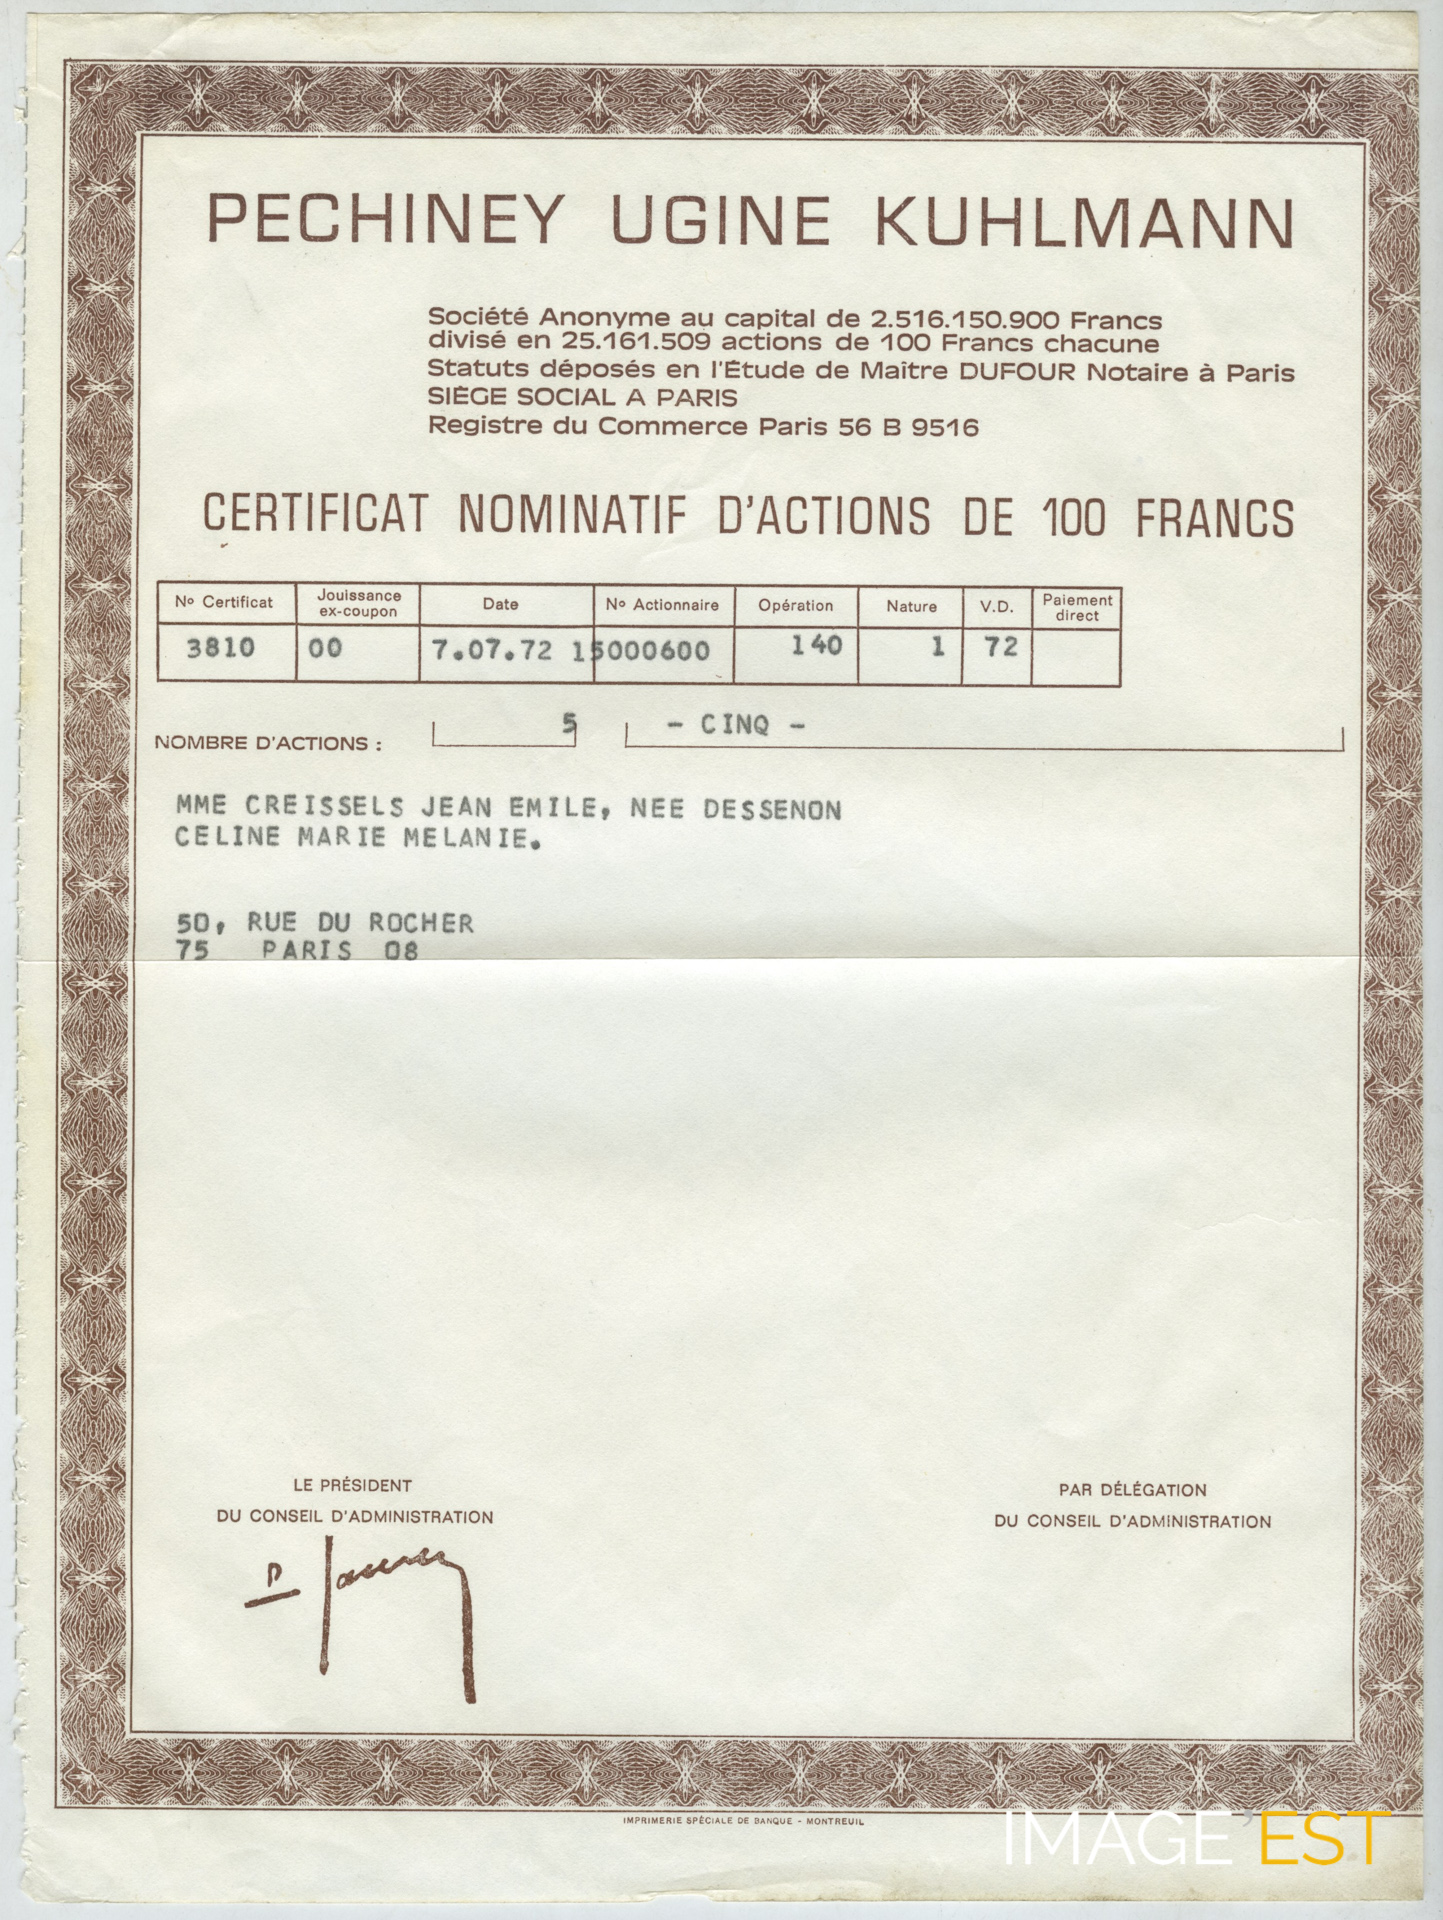 PECHINEY UGINE KUHLMANN
Société Anonyme au capital de 2.516.150.900 Francs
divisé en 25.161.509 actions de 100 Francs chacune
Statuts déposés en l'Étude de Maître DUFOUR Notaire à Paris
SIÈGE SOCIAL A PARIS
Registre du Commerce Paris 56 B 9516
CERTIFICAT NOMINATIF D'ACTIONS DE 100 FRANCS
No Certificat Jouissance ex-coupon Date No Actionnaire Opération Nature V.D. Paiement direct
3810 00 7.07.72 15000600 140 1 72
NOMBRE D'ACTIONS : 5 - CINQ -
MME CREISSELS JEAN EMILE, NEE DESSENON
CELINE MARIE MELANIE.
50, RUE DU ROCHER
75 PARIS 08
LE PRÉSIDENT
DU CONSEIL D'ADMINISTRATION
PAR DÉLÉGATION
DU CONSEIL D'ADMINISTRATION
IMPRIMERIE SPÉCIALE DE BANQUE - MONTREUIL
IMAGE'EST